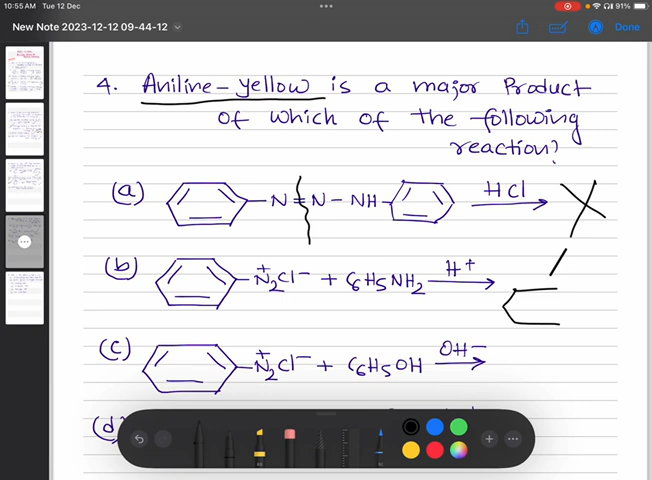 10:55 AM Tue 12 Dec
91%
New Note 2023-12-12 09-44-12
Done
4. Aniline-yellow is a major Product
of which of the following
reaction?
(a) N=N-NH HCl X
(b) N2+Cl- + C6H5NH2 H+
(c) N2+Cl- + C6H5OH OH-
(d)